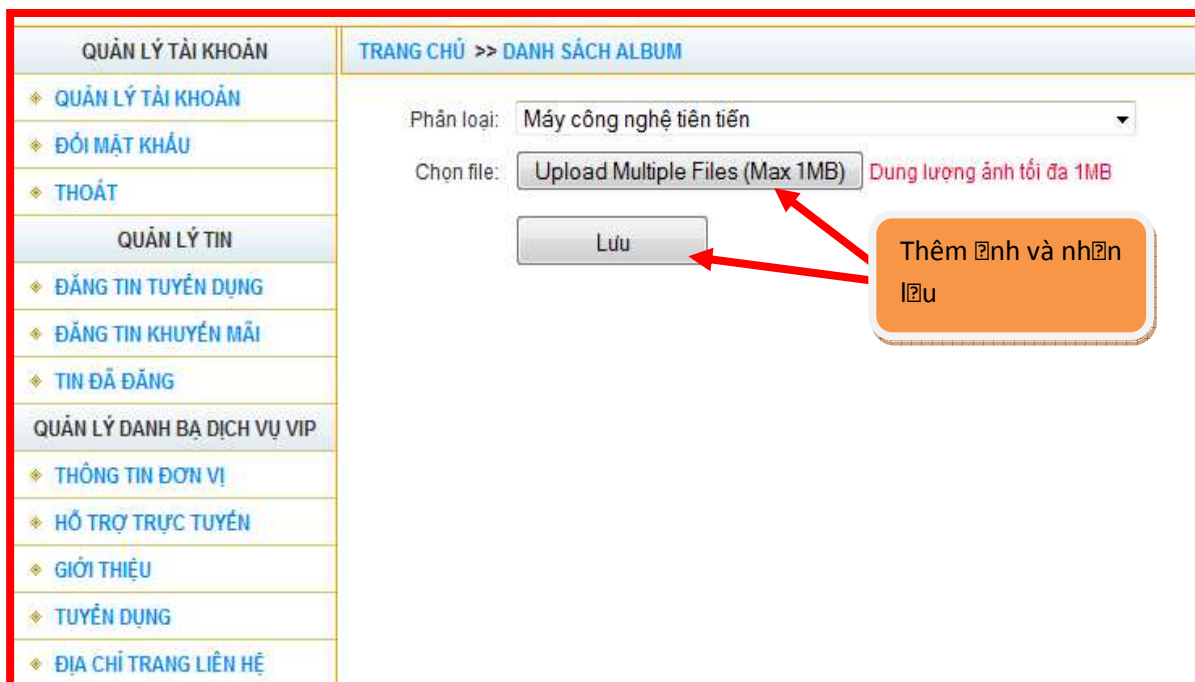 QUẢN LÝ TÀI KHOẢN
QUẢN LÝ TÀI KHOẢN
ĐỔI MẬT KHẨU
THOÁT
QUẢN LÝ TIN
ĐĂNG TIN TUYỂN DỤNG
ĐĂNG TIN KHUYẾN MÃI
TIN ĐÃ ĐĂNG
QUẢN LÝ DANH BẠ DỊCH VỤ VIP
THÔNG TIN ĐƠN VỊ
HỖ TRỢ TRỰC TUYẾN
GIỚI THIỆU
TUYỂN DỤNG
ĐỊA CHỈ TRANG LIÊN HỆ
TRANG CHỦ >> DANH SÁCH ALBUM
Phân loại: Máy công nghệ tiên tiến
Chọn file: Upload Multiple Files (Max 1MB) Dung lượng ảnh tối đa 1MB
Lưu
Thêm �nh và nh�n
l�u